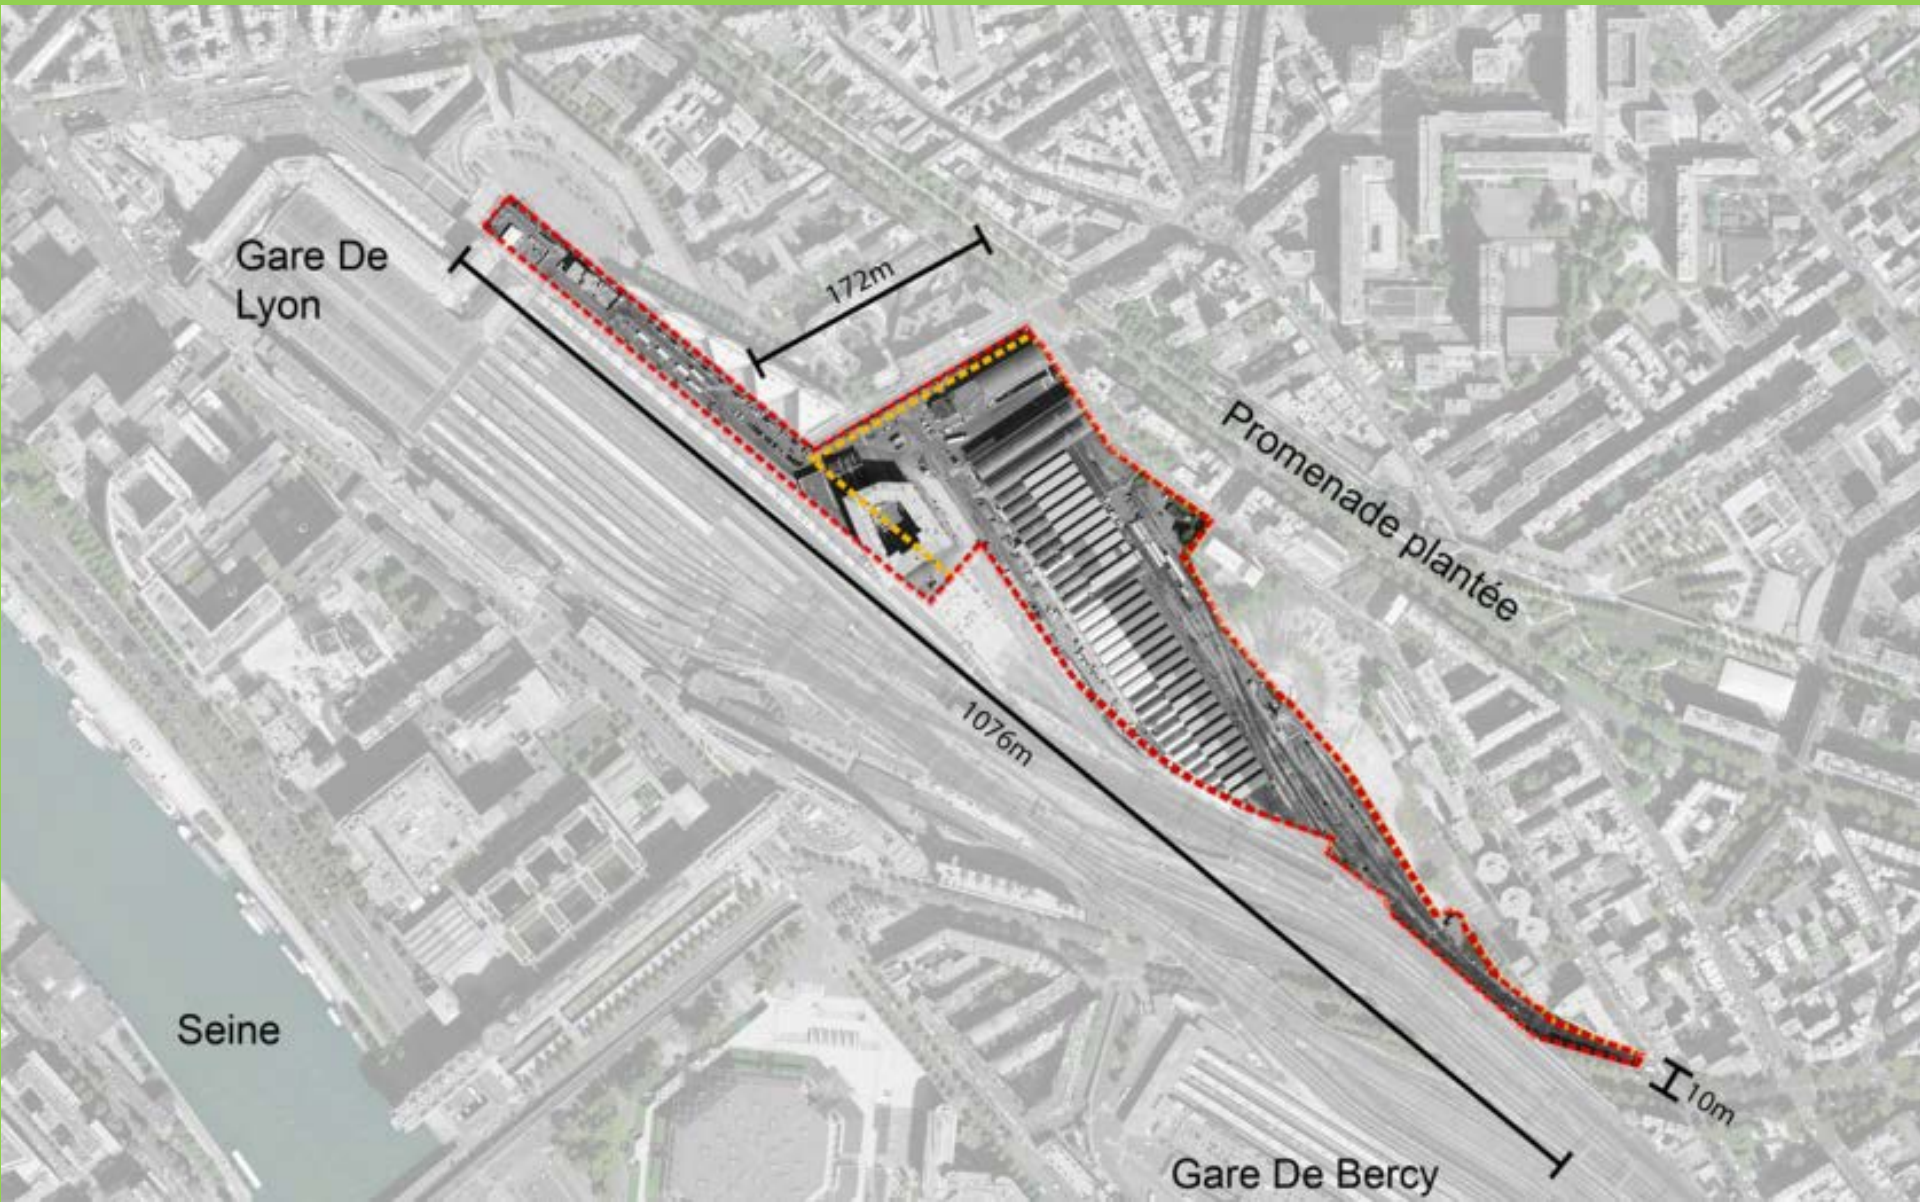 Gare De
Lyon
172m
Promenade plantée
1076m
Seine
10m
Gare De Bercy